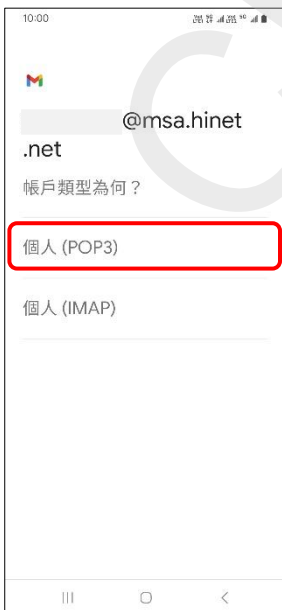 10:00
@msa.hinet
.net
帳戶類型為何？
個人 (POP3)
個人 (IMAP)